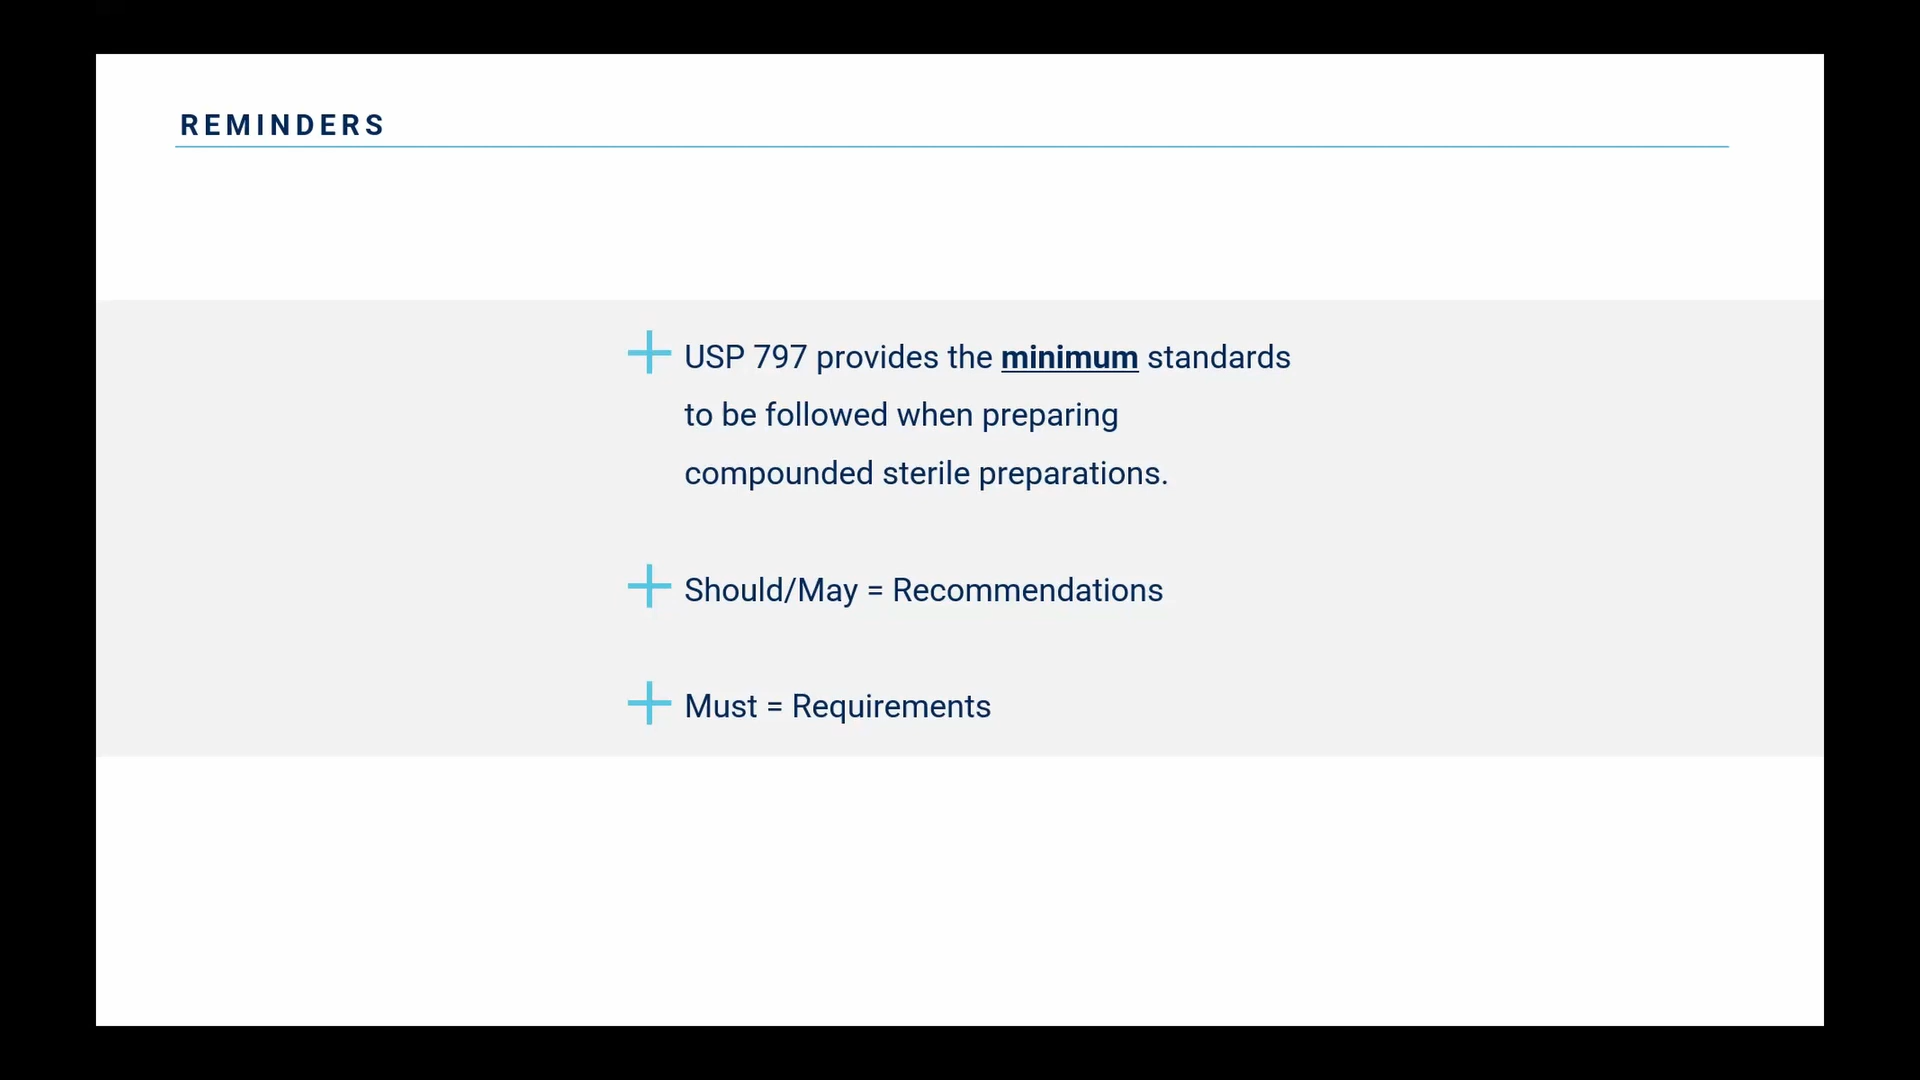 REMINDERS
USP 797 provides the minimum standards
to be followed when preparing
compounded sterile preparations.
Should/May = Recommendations
Must = Requirements